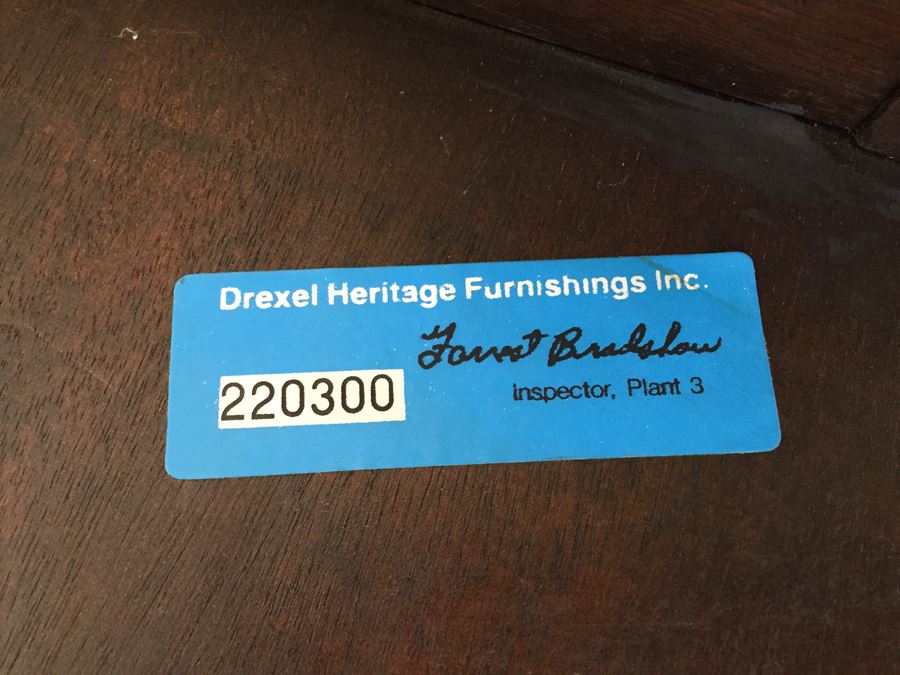 Drexel Heritage Furnishings Inc.
Forrest Bradshaw
220300
Inspector, Plant 3